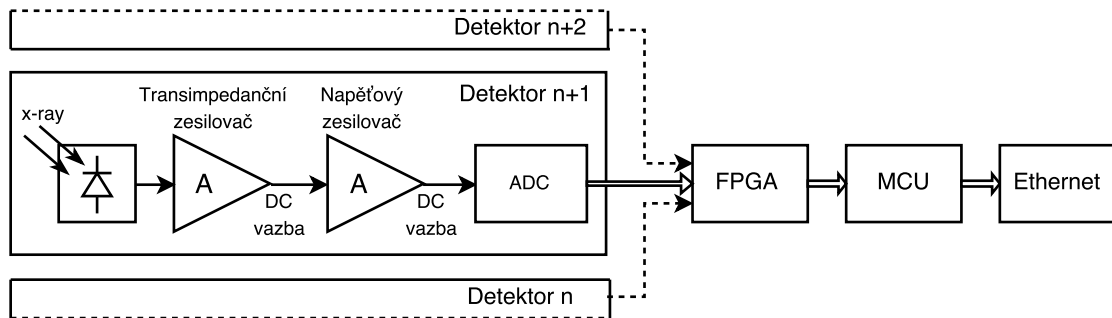 Detektor n+2
Detektor n+1
Transimpedanční
zesilovač
Napěťový
zesilovač
x-ray
A
DC
vazba
A
DC
vazba
ADC
FPGA
MCU
Ethernet
Detektor n